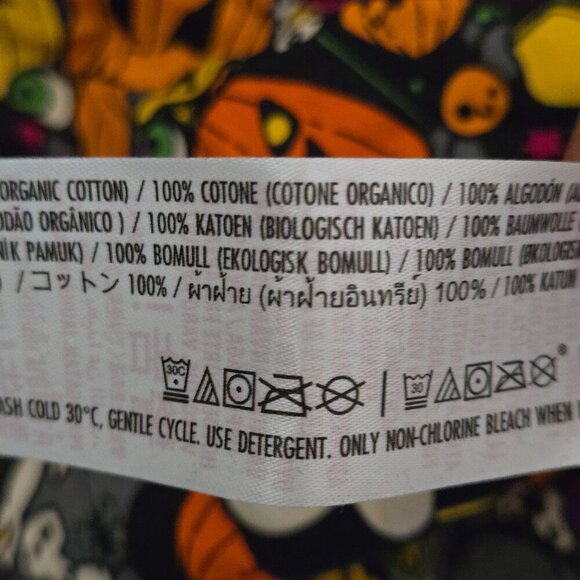 ORGANIC COTTON) / 100% COTONE (COTONE ORGANICO) / 100% ALGODÓN
ORGÂNICO ) / 100% KATOEN (BIOLOGISCH KATOEN) / 100% BAUMWOLLE
PAMUK) / 100% BOMULL (EKOLOGISK BOMULL) / 100% BOMULL
/ コットン 100% / ผ้าฝ้าย (ผ้าฝ้ายอินทรีย์) 100% / 100% KATUN
30C | 30 ®
COLD 30°C, GENTLE CYCLE. USE DETERGENT. ONLY NON-CHLORINE BLEACH WHEN